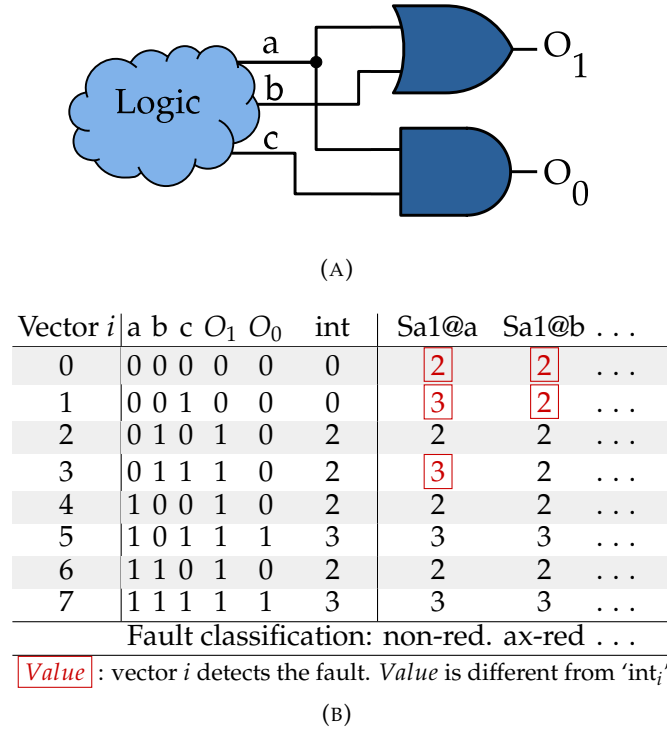 a
O1
b
Logic
c
O0
(A)
Vector i a b c O1 O0 int Sa1@a Sa1@b . . .
0 0 0 0 0 0 0 2 2 . . .
1 0 0 1 0 0 0 3 2 . . .
2 0 1 0 1 0 2 2 2 . . .
3 0 1 1 1 0 2 3 2 . . .
4 1 0 0 1 0 2 2 2 . . .
5 1 0 1 1 1 3 3 3 . . .
6 1 1 0 1 0 2 2 2 . . .
7 1 1 1 1 1 3 3 3 . . .
Fault classification: non-red. ax-red . . .
Value : vector i detects the fault. Value is different from ‘inti’
(B)